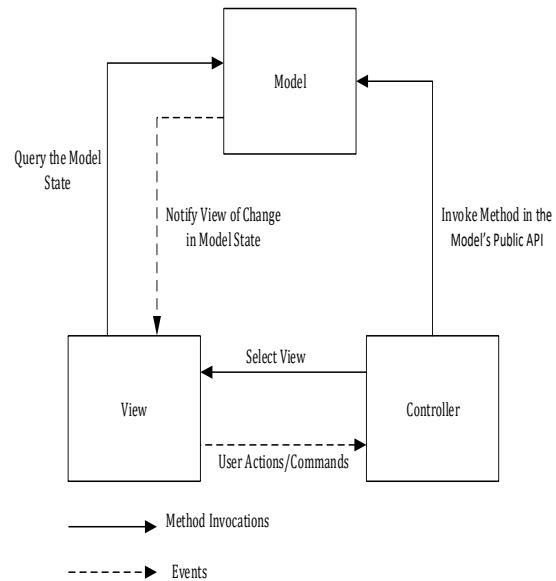 Model
Query the Model
State
Notify View of Change
in Model State
Invoke Method in the
Model's Public API
Select View
View
Controller
User Actions/Commands
Method Invocations
Events